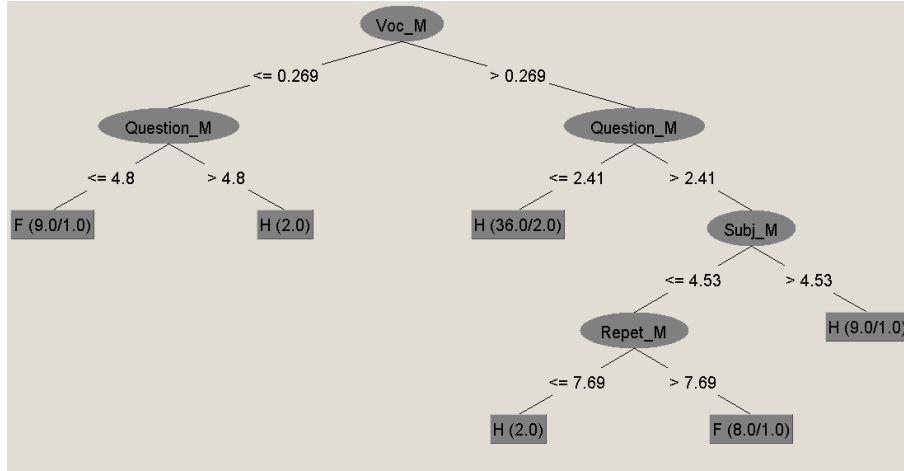 Voc_M
<= 0.269
> 0.269
Question_M
Question_M
<= 4.8
> 4.8
<= 2.41
> 2.41
F (9.0/1.0)
H (2.0)
H (36.0/2.0)
Subj_M
<= 4.53
> 4.53
Repet_M
H (9.0/1.0)
<= 7.69
> 7.69
H (2.0)
F (8.0/1.0)